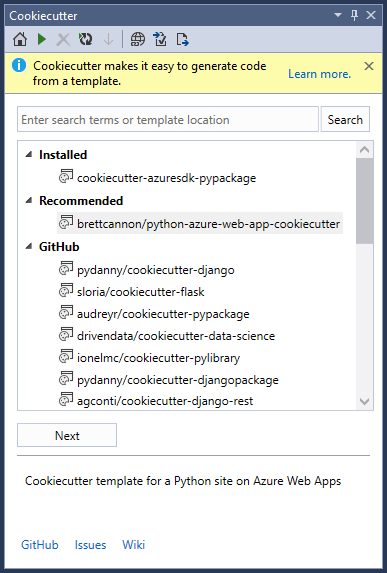 Cookiecutter
Cookiecutter makes it easy to generate code
from a template.
Learn more.
Enter search terms or template location
Search
Installed
cookiecutter-azuresdk-pypackage
Recommended
brettcannon/python-azure-web-app-cookiecutter
GitHub
pydanny/cookiecutter-django
sloria/cookiecutter-flask
audreyr/cookiecutter-pypackage
drivendata/cookiecutter-data-science
ionelmc/cookiecutter-pylibrary
pydanny/cookiecutter-djangopackage
agconti/cookiecutter-django-rest
Next
Cookiecutter template for a Python site on Azure Web Apps
GitHub Issues Wiki